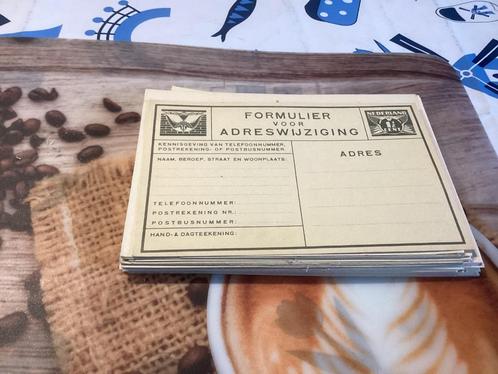 FORMULIER
VOOR
ADRESWIJZIGING
NEDERLAND
KENNISGEVING VAN TELEFOONNUMMER,
POSTREKENING- OF POSTBUSNUMMER.
NAAM, BEROEP, STRAAT EN WOONPLAATS:
ADRES
TELEFOONNUMMER:
POSTREKENING NR.:
POSTBUSNUMMER:
HAND- & DAGTEEKENING: